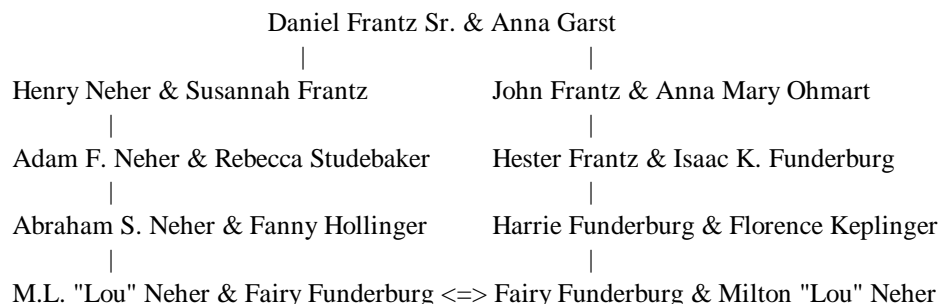 Daniel Frantz Sr. & Anna Garst
Henry Neher & Susannah Frantz John Frantz & Anna Mary Ohmart
Adam F. Neher & Rebecca Studebaker Hester Frantz & Isaac K. Funderburg
Abraham S. Neher & Fanny Hollinger Harrie Funderburg & Florence Keplinger
M.L. "Lou" Neher & Fairy Funderburg <=> Fairy Funderburg & Milton "Lou" Neher